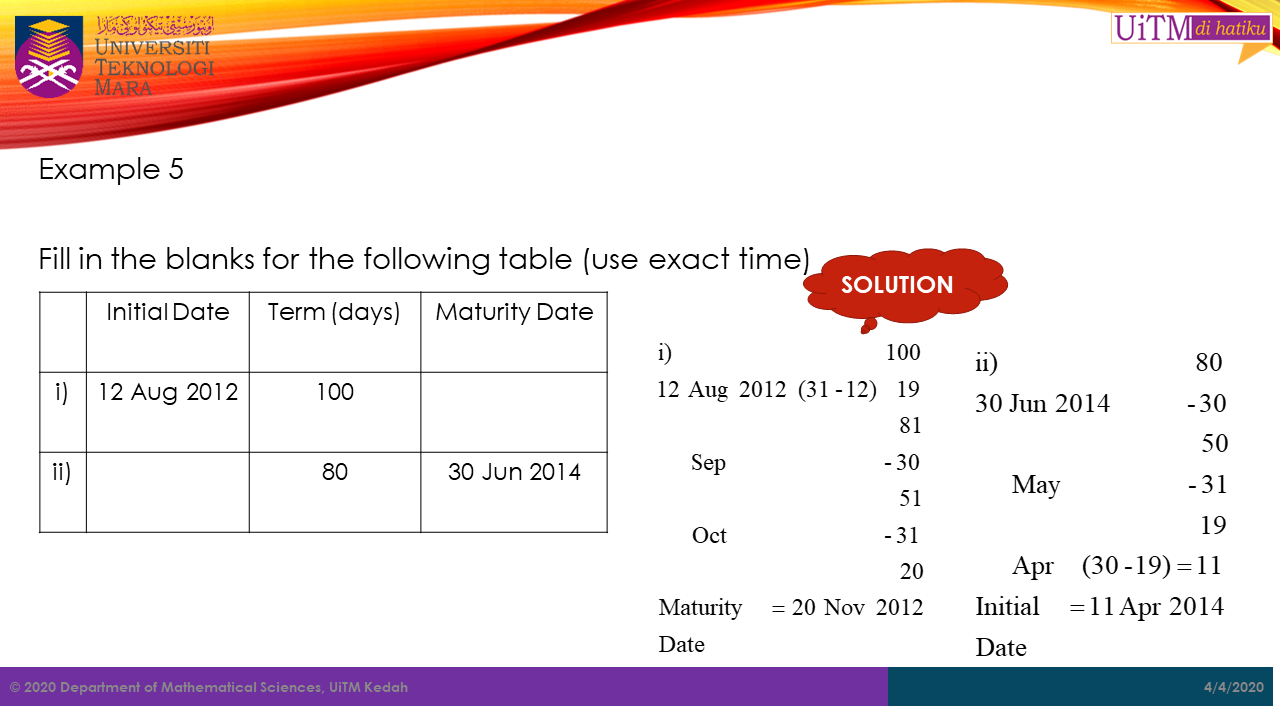 اونيۏرسيتي تيكنولوݢي مارا
UNIVERSITI
TEKNOLOGI
MARA
UiTM di hatiku
Example 5
Fill in the blanks for the following table (use exact time)
SOLUTION
Initial Date Term (days) Maturity Date
i) 12 Aug 2012 100
ii) 80 30 Jun 2014
i) 100
12 Aug 2012 (31 - 12) 19
81
Sep - 30
51
Oct - 31
20
Maturity = 20 Nov 2012
Date
ii) 80
30 Jun 2014 - 30
50
May - 31
19
Apr (30 - 19) = 11
Initial = 11 Apr 2014
Date
© 2020 Department of Mathematical Sciences, UiTM Kedah
4/4/2020